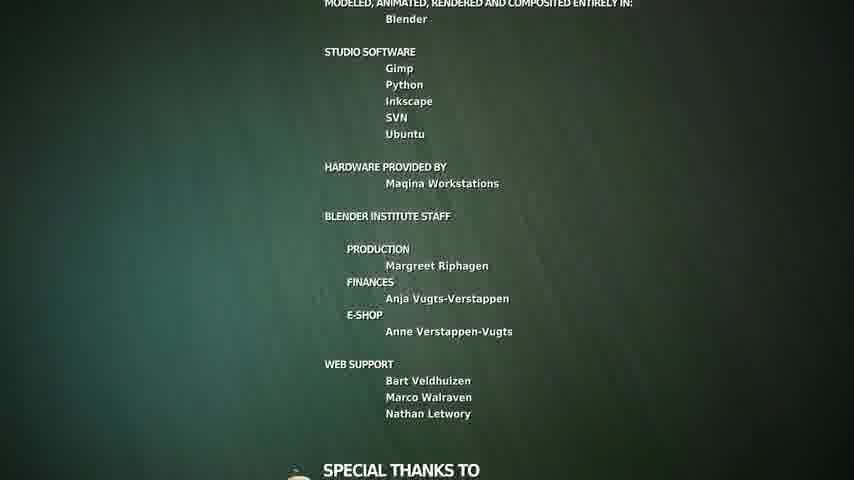 MODELED, ANIMATED, RENDERED AND COMPOSITED ENTIRELY IN:
Blender
STUDIO SOFTWARE
Gimp
Python
Inkscape
SVN
Ubuntu
HARDWARE PROVIDED BY
Maqina Workstations
BLENDER INSTITUTE STAFF
PRODUCTION
Margreet Riphagen
FINANCES
Anja Vugts-Verstappen
E-SHOP
Anne Verstappen-Vugts
WEB SUPPORT
Bart Veldhuizen
Marco Walraven
Nathan Letwory
SPECIAL THANKS TO